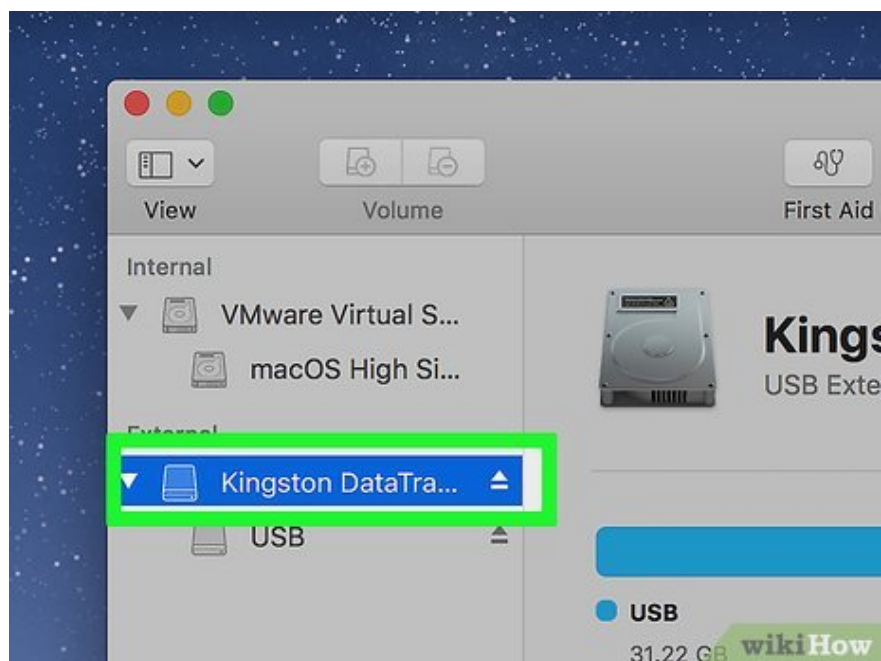 View
Volume
First Aid
Internal
VMware Virtual S...
macOS High Si...
External
Kingston DataTra...
USB
Kings
USB Exte
USB
31.22 GB
wikiHow